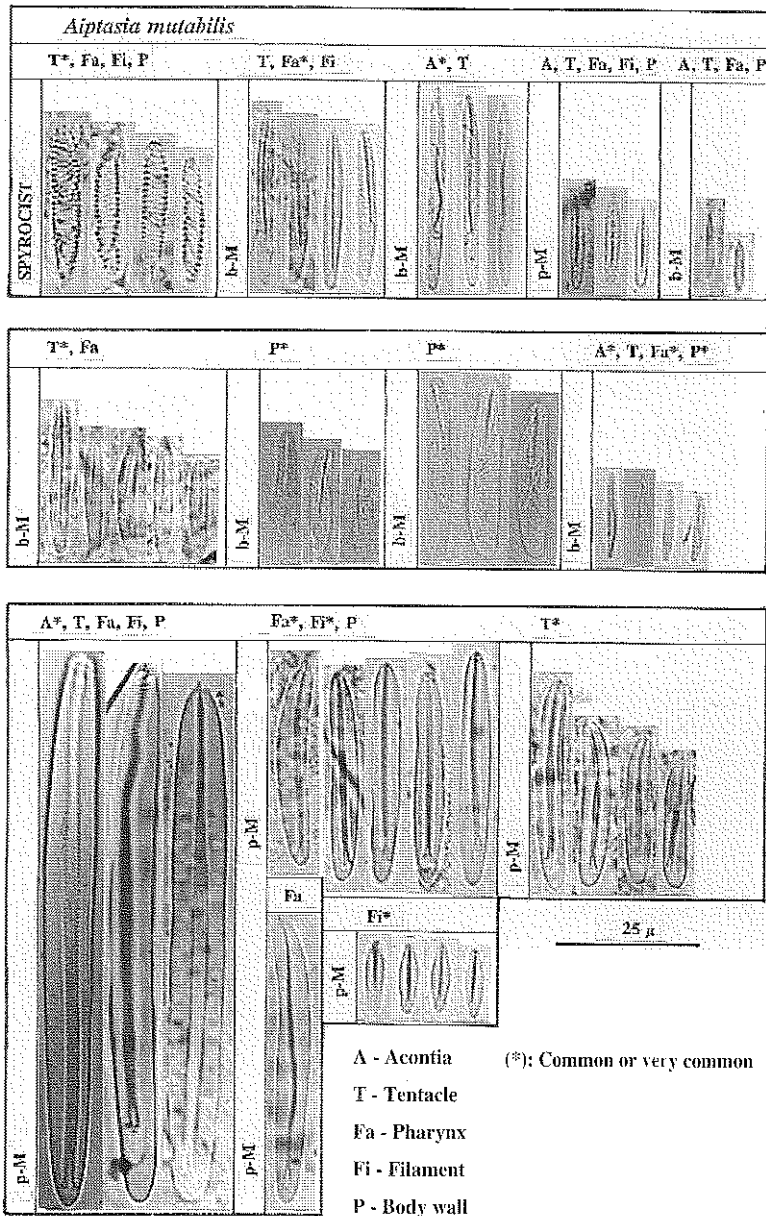 Aiptasia mutabilis
T*, Fa, Fi, P
T, Fa*, Fi
A*, T
A, T, Fa, Fi, P
A, T, Fa, P
SPYROCIST
b-M
b-M
p-M
b-M
T*, Fa
P*
P*
A*, T, Fa*, P*
b-M
b-M
b-M
b-M
A*, T, Fa, Fi, P
Fa*, Fi*, P
T*
p-M
p-M
p-M
Fa
Fi*
p-M
p-M
25 μ
A - Acontia
(*): Common or very common
T - Tentacle
Fa - Pharynx
Fi - Filament
P - Body wall